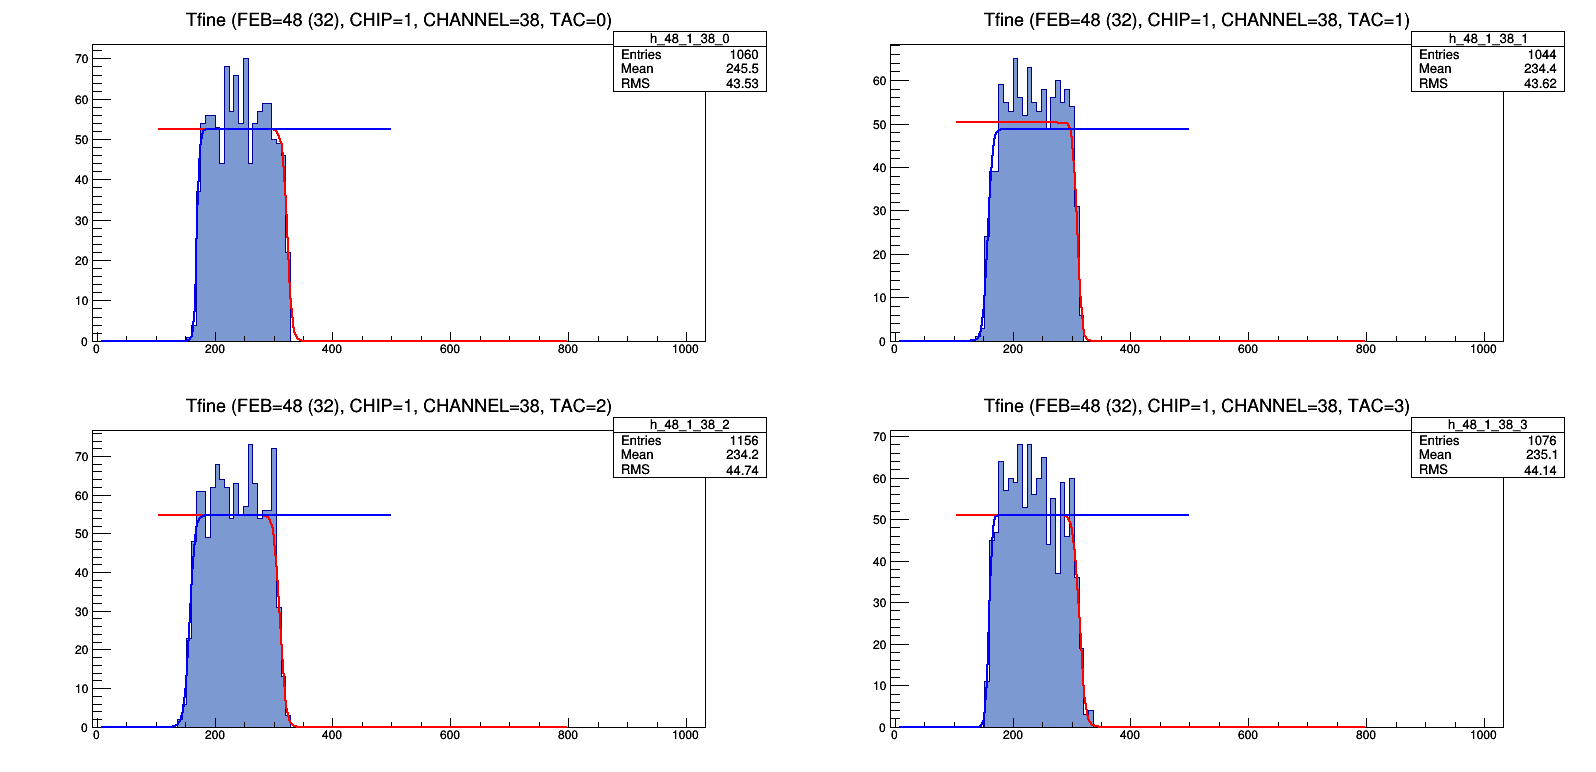 Tfine (FEB=48 (32), CHIP=1, CHANNEL=38, TAC=0)
h_48_1_38_0
Entries 1060
Mean 245.5
RMS 43.53
70
60
50
40
30
20
10
0
0 200 400 600 800 1000
Tfine (FEB=48 (32), CHIP=1, CHANNEL=38, TAC=1)
h_48_1_38_1
Entries 1044
Mean 234.4
RMS 43.62
60
50
40
30
20
10
0
0 200 400 600 800 1000
Tfine (FEB=48 (32), CHIP=1, CHANNEL=38, TAC=2)
h_48_1_38_2
Entries 1156
Mean 234.2
RMS 44.74
70
60
50
40
30
20
10
0
0 200 400 600 800 1000
Tfine (FEB=48 (32), CHIP=1, CHANNEL=38, TAC=3)
h_48_1_38_3
Entries 1076
Mean 235.1
RMS 44.14
70
60
50
40
30
20
10
0
0 200 400 600 800 1000